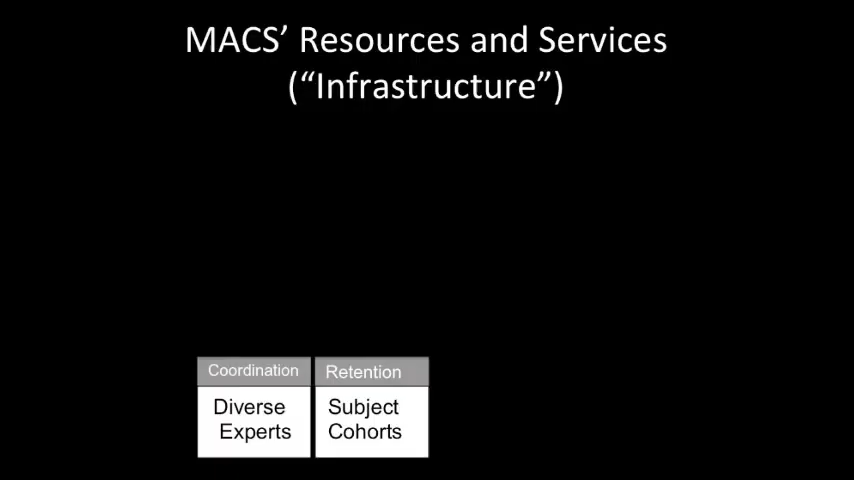 MACS’ Resources and Services
(“Infrastructure”)
Coordination
Diverse
Experts
Retention
Subject
Cohorts